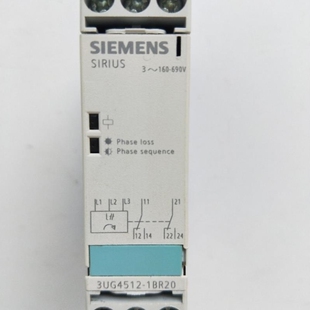 SIEMENS
SIRIUS
3~160-690V
Phase loss
Phase sequence
L1 L2 L3 11 21
12 14 22 24
3UG4512-1BR20